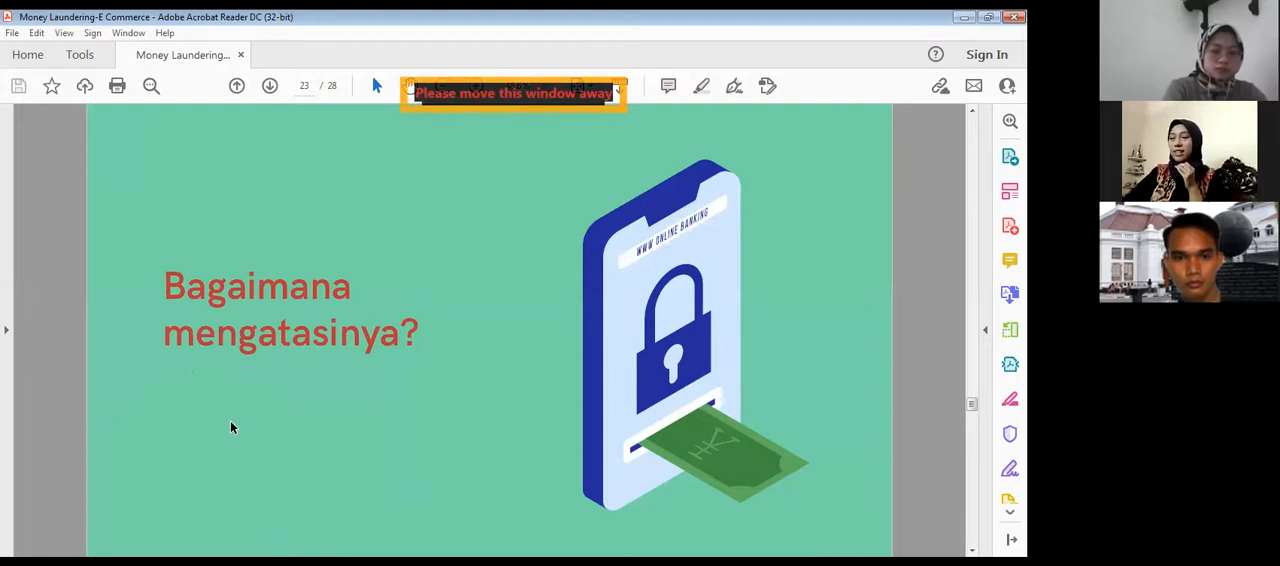 Money Laundering-E Commerce - Adobe Acrobat Reader DC (32-bit)
File Edit View Sign Window Help
Home Tools Money Laundering... × Sign In
23 / 28
Please move this window away
WWW ONLINE BANKING
Bagaimana
mengatasinya?